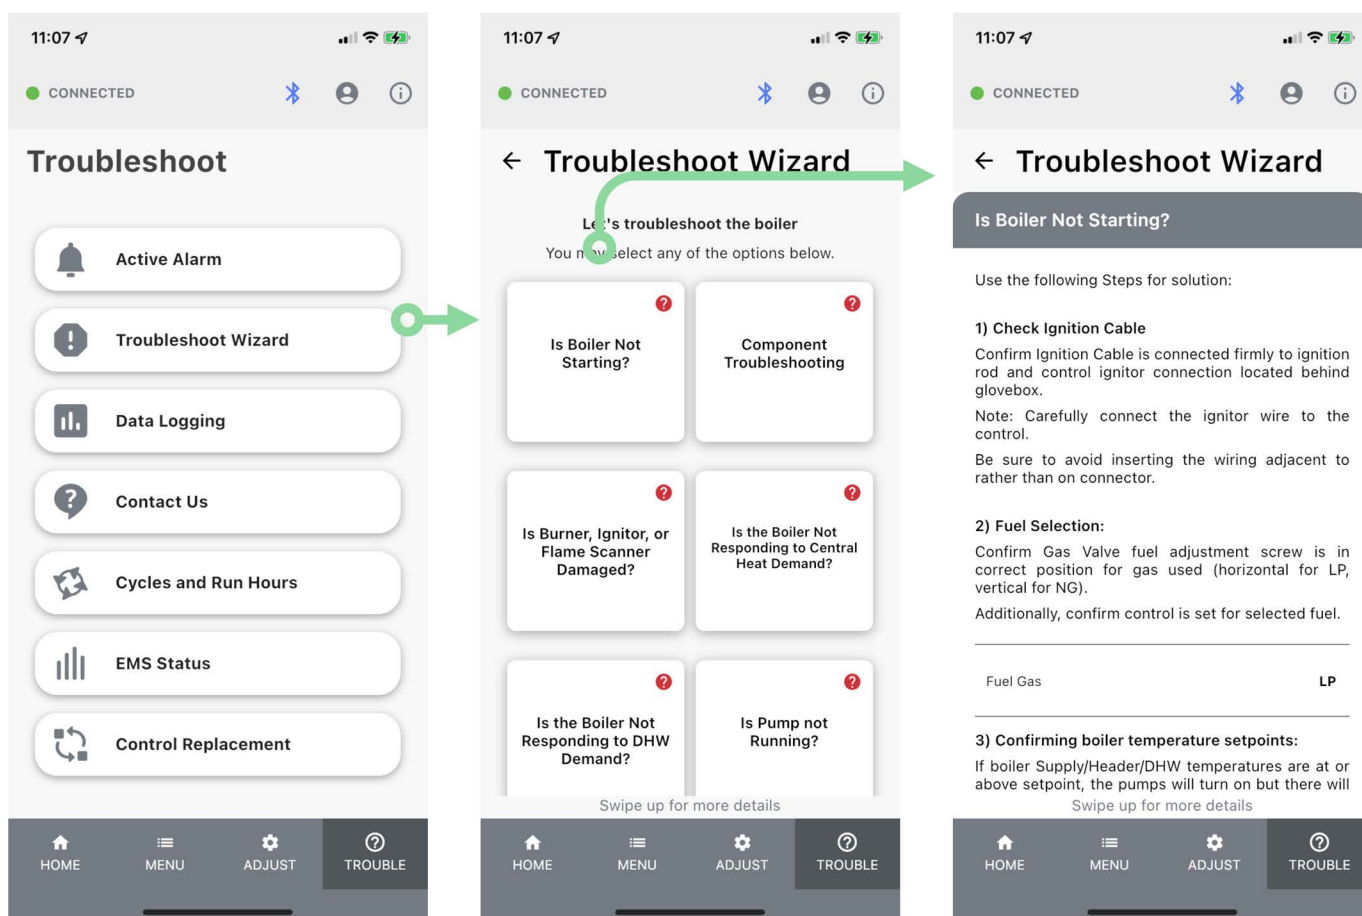 11:07
CONNECTED
Troubleshoot
Active Alarm
Troubleshoot Wizard
Data Logging
Contact Us
Cycles and Run Hours
EMS Status
Control Replacement
HOME
MENU
ADJUST
TROUBLE
11:07
CONNECTED
Troubleshoot Wizard
Let's troubleshoot the boiler
You may select any of the options below.
Is Boiler Not
Starting?
Component
Troubleshooting
Is Burner, Ignitor, or
Flame Scanner
Damaged?
Is the Boiler Not
Responding to Central
Heat Demand?
Is the Boiler Not
Responding to DHW
Demand?
Is Pump not
Running?
Swipe up for more details
HOME
MENU
ADJUST
TROUBLE
11:07
CONNECTED
Troubleshoot Wizard
Is Boiler Not Starting?
Use the following Steps for solution:
1) Check Ignition Cable
Confirm Ignition Cable is connected firmly to ignition
rod and control ignitor connection located behind
glovebox.
Note: Carefully connect the ignitor wire to the
control.
Be sure to avoid inserting the wiring adjacent to
rather than on connector.
2) Fuel Selection:
Confirm Gas Valve fuel adjustment screw is in
correct position for gas used (horizontal for LP,
vertical for NG).
Additionally, confirm control is set for selected fuel.
Fuel Gas LP
3) Confirming boiler temperature setpoints:
If boiler Supply/Header/DHW temperatures are at or
above setpoint, the pumps will turn on but there will
Swipe up for more details
HOME
MENU
ADJUST
TROUBLE